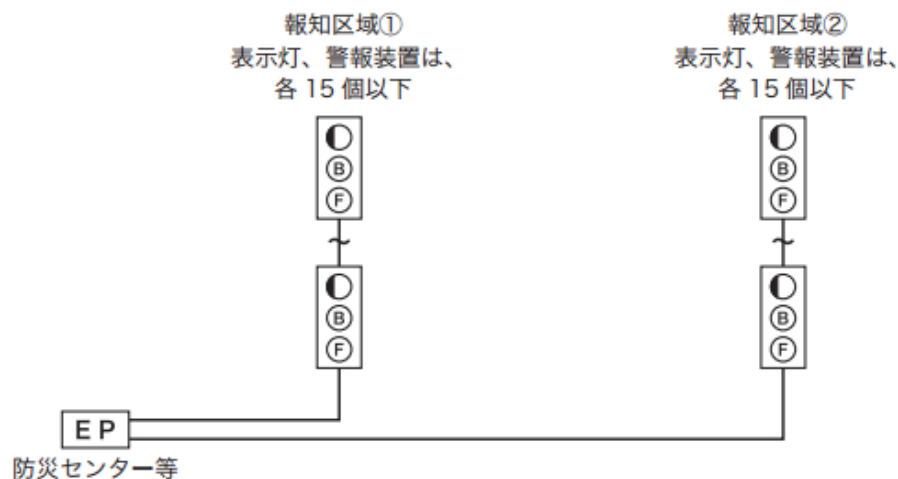 報知区域①
表示灯、警報装置は、
各 15 個以下
報知区域②
表示灯、警報装置は、
各 15 個以下
B
F
B
F
B
F
B
F
E P
防災センター等